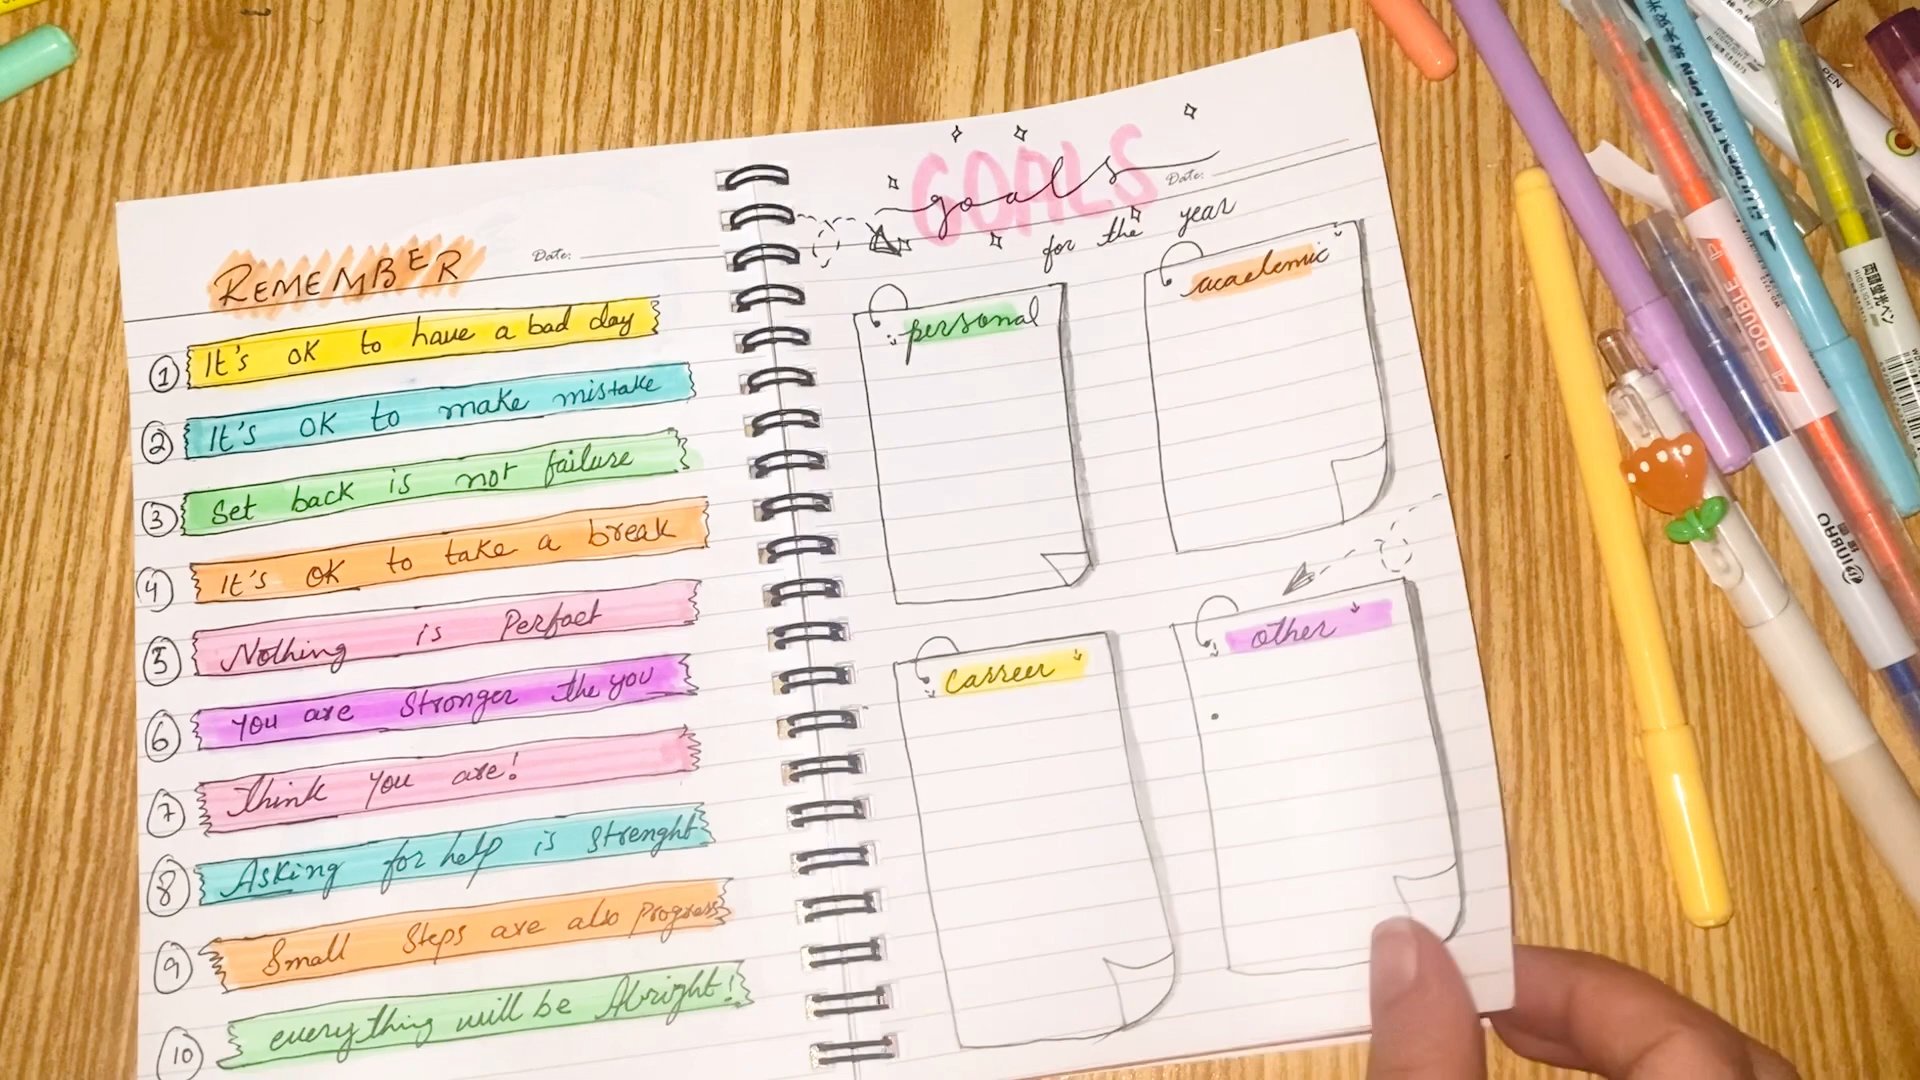 REMEMBER
Date:
1 It's ok to have a bad day
2 It's ok to make mistake
3 Set back is not failure
4 It's ok to take a break
5 Nothing is Perfect
6 you are Stronger the you
7 Think you are!
8 Asking for help is strenght
9 Small Steps are also progress
10 everything will be Alright!
GOALS
goals
Date:
for the year
personal
academic
carreer
other
DOUBLE
PEN